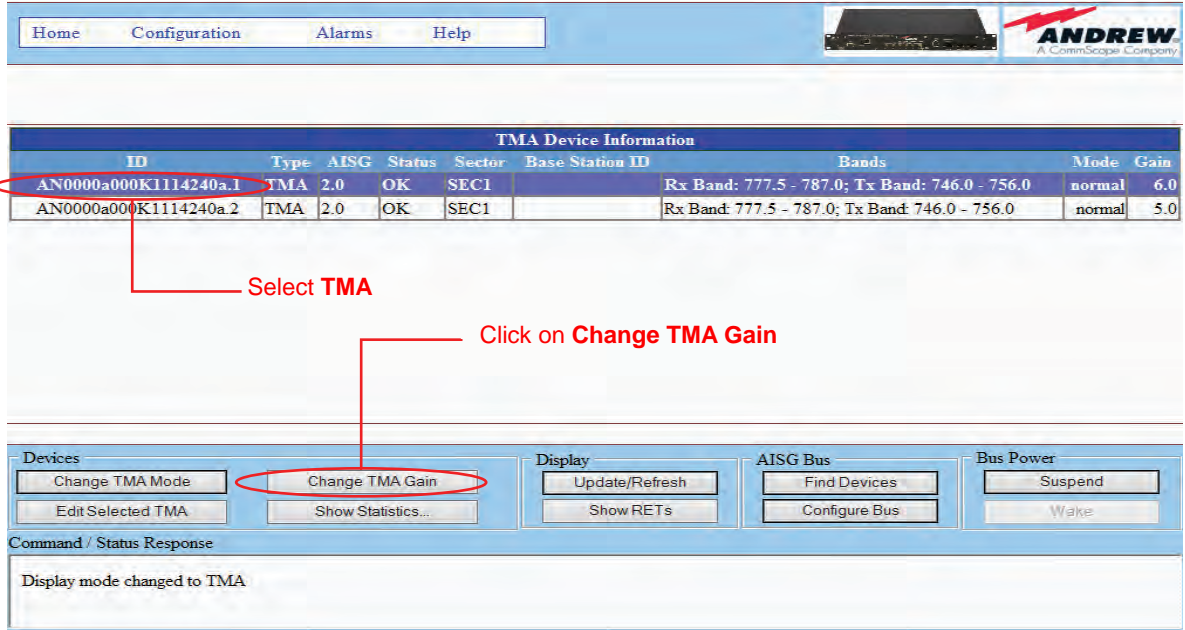 Home Configuration Alarms Help
ANDREW.
A CommScope Company
TMA Device Information
ID Type AISG Status Sector Base Station ID Bands Mode Gain
AN0000a000K1114240a.1 TMA 2.0 OK SEC1 Rx Band: 777.5 - 787.0; Tx Band: 746.0 - 756.0 normal 6.0
AN0000a000K1114240a.2 TMA 2.0 OK SEC1 Rx Band: 777.5 - 787.0; Tx Band: 746.0 - 756.0 normal 5.0
Select TMA
Click on Change TMA Gain
Devices Display AISG Bus Bus Power
Change TMA Mode Change TMA Gain Update/Refresh Find Devices Suspend
Edit Selected TMA Show Statistics... Show RETs Configure Bus Wake
Command / Status Response
Display mode changed to TMA